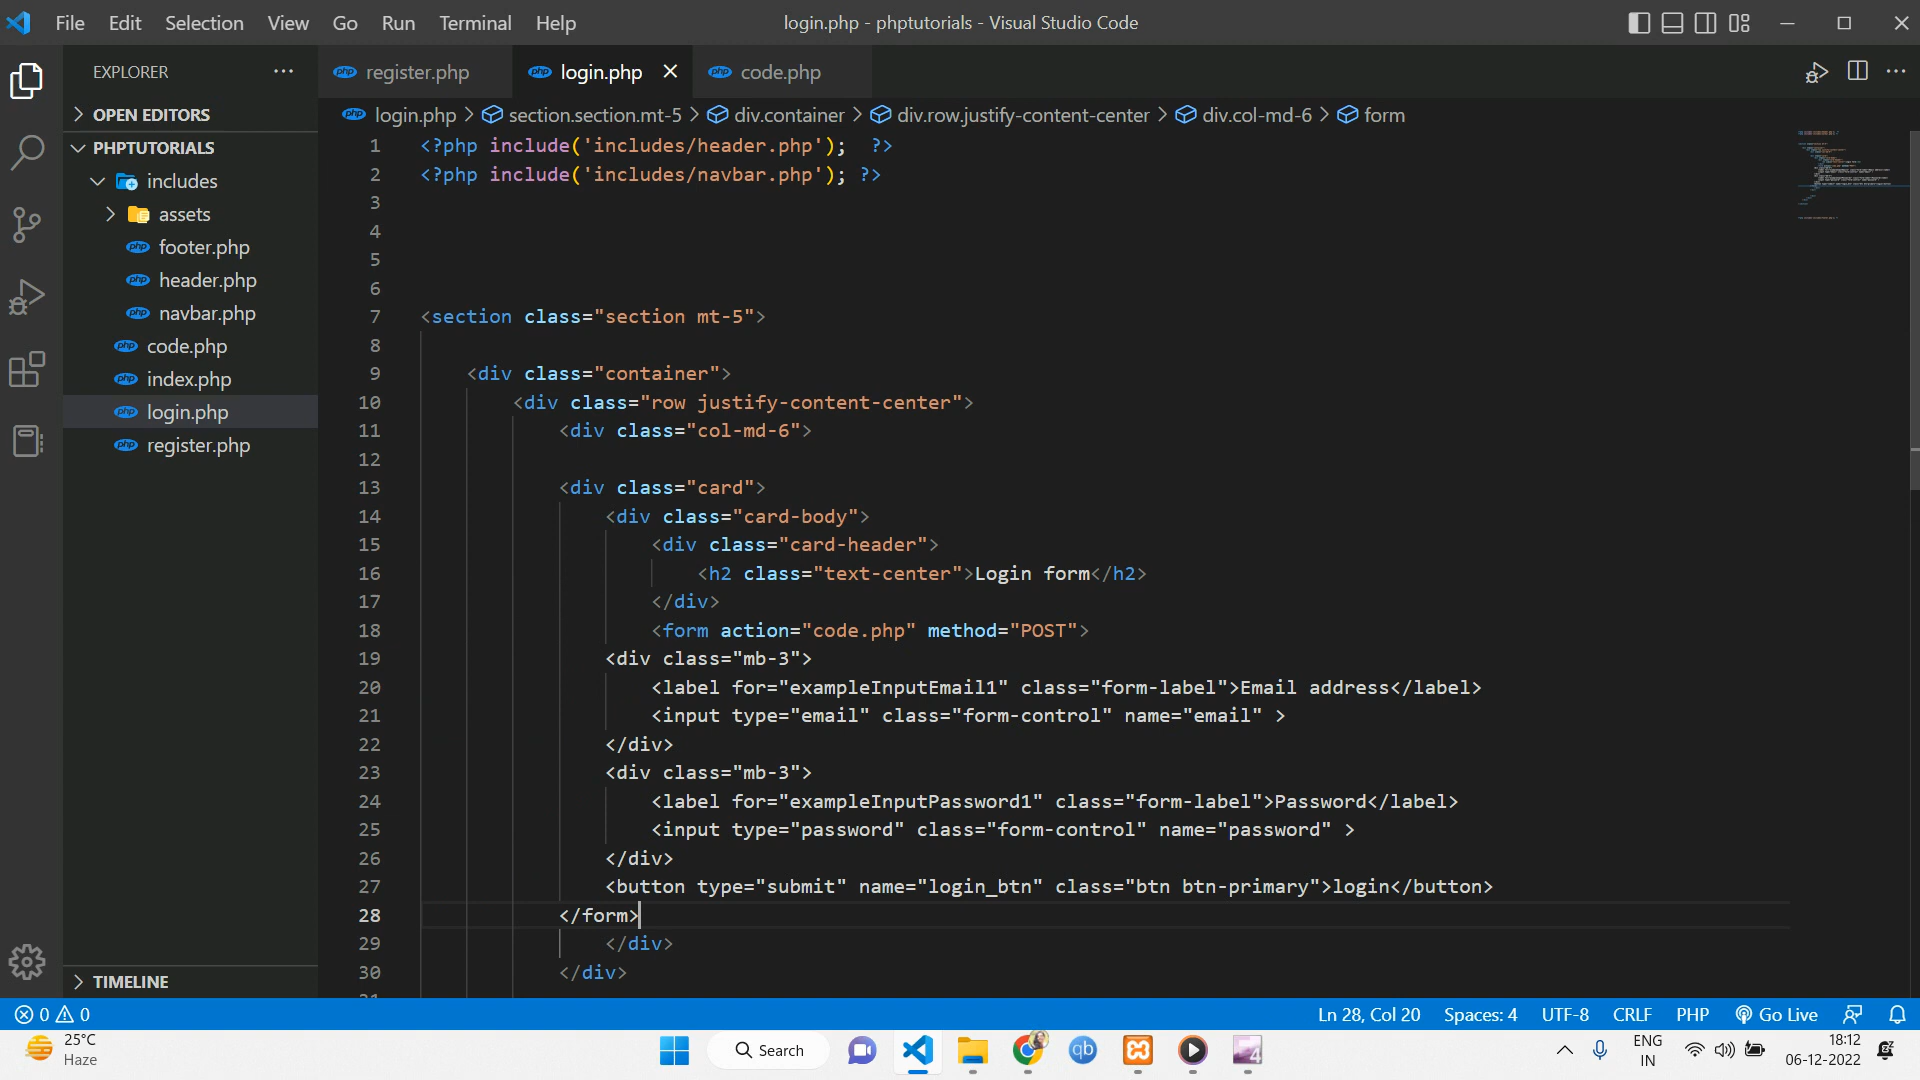 File Edit Selection View Go Run Terminal Help
login.php - phptutorials - Visual Studio Code
EXPLORER
OPEN EDITORS
PHPTUTORIALS
includes
assets
footer.php
header.php
navbar.php
code.php
index.php
login.php
register.php
TIMELINE
register.php login.php code.php
login.php > section.section.mt-5 > div.container > div.row.justify-content-center > div.col-md-6 > form
1 <?php include('includes/header.php');  ?>
2 <?php include('includes/navbar.php'); ?>
3
4
5
6
7 <section class="section mt-5">
8
9 <div class="container">
10 <div class="row justify-content-center">
11 <div class="col-md-6">
12
13 <div class="card">
14 <div class="card-body">
15 <div class="card-header">
16 <h2 class="text-center">Login form</h2>
17 </div>
18 <form action="code.php" method="POST">
19 <div class="mb-3">
20 <label for="exampleInputEmail1" class="form-label">Email address</label>
21 <input type="email" class="form-control" name="email" >
22 </div>
23 <div class="mb-3">
24 <label for="exampleInputPassword1" class="form-label">Password</label>
25 <input type="password" class="form-control" name="password" >
26 </div>
27 <button type="submit" name="login_btn" class="btn btn-primary">login</button>
28 </form>
29 </div>
30 </div>
0 0
Ln 28, Col 20 Spaces: 4 UTF-8 CRLF PHP Go Live
25°C
Haze
Search
qb
4
ENG
IN
18:12
06-12-2022